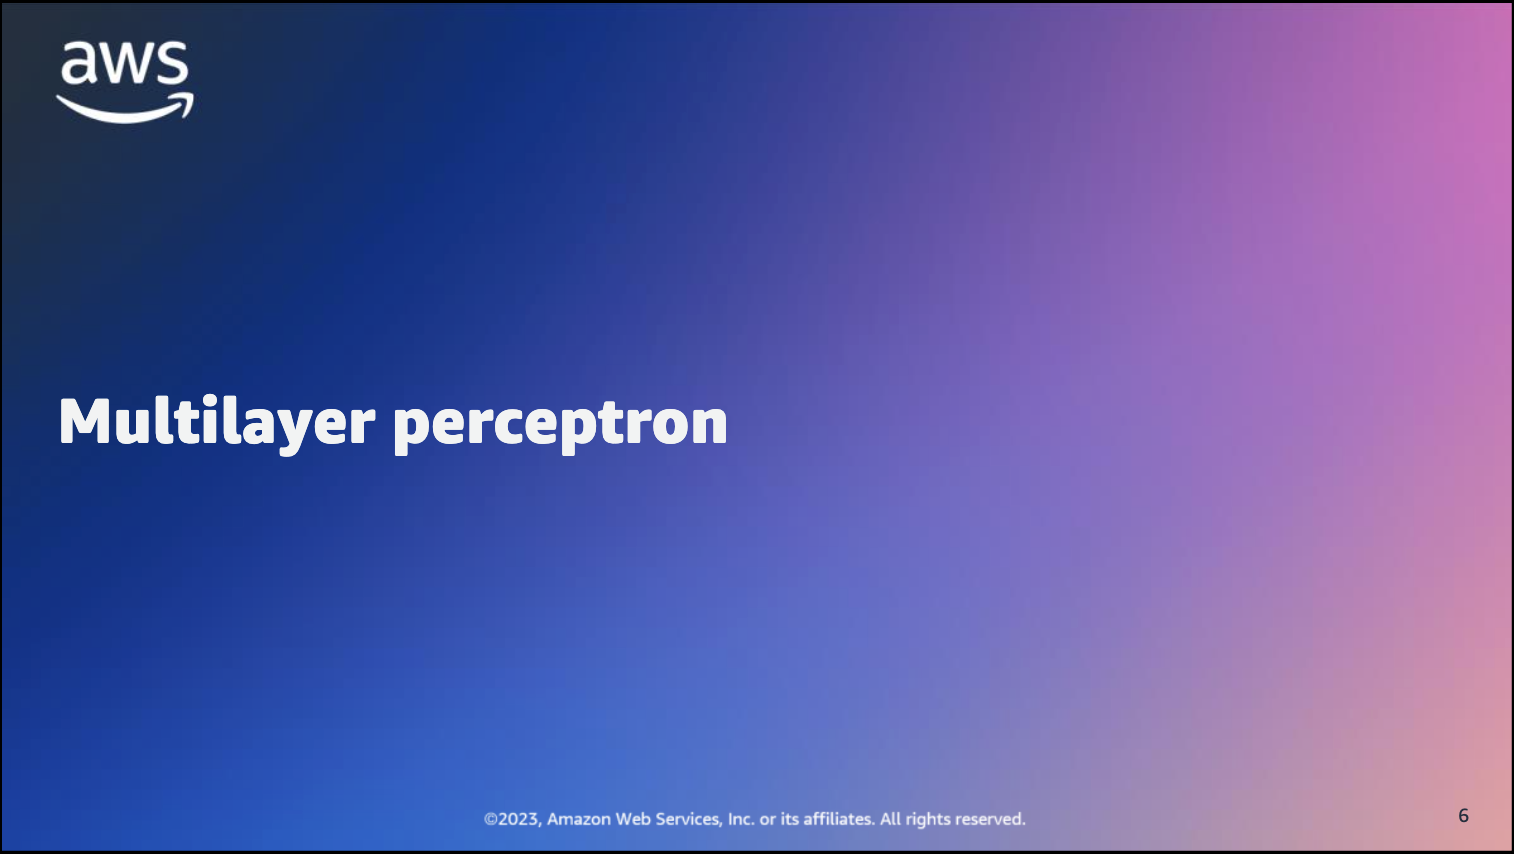 aws
Multilayer perceptron
©2023, Amazon Web Services, Inc. or its affiliates. All rights reserved.
6